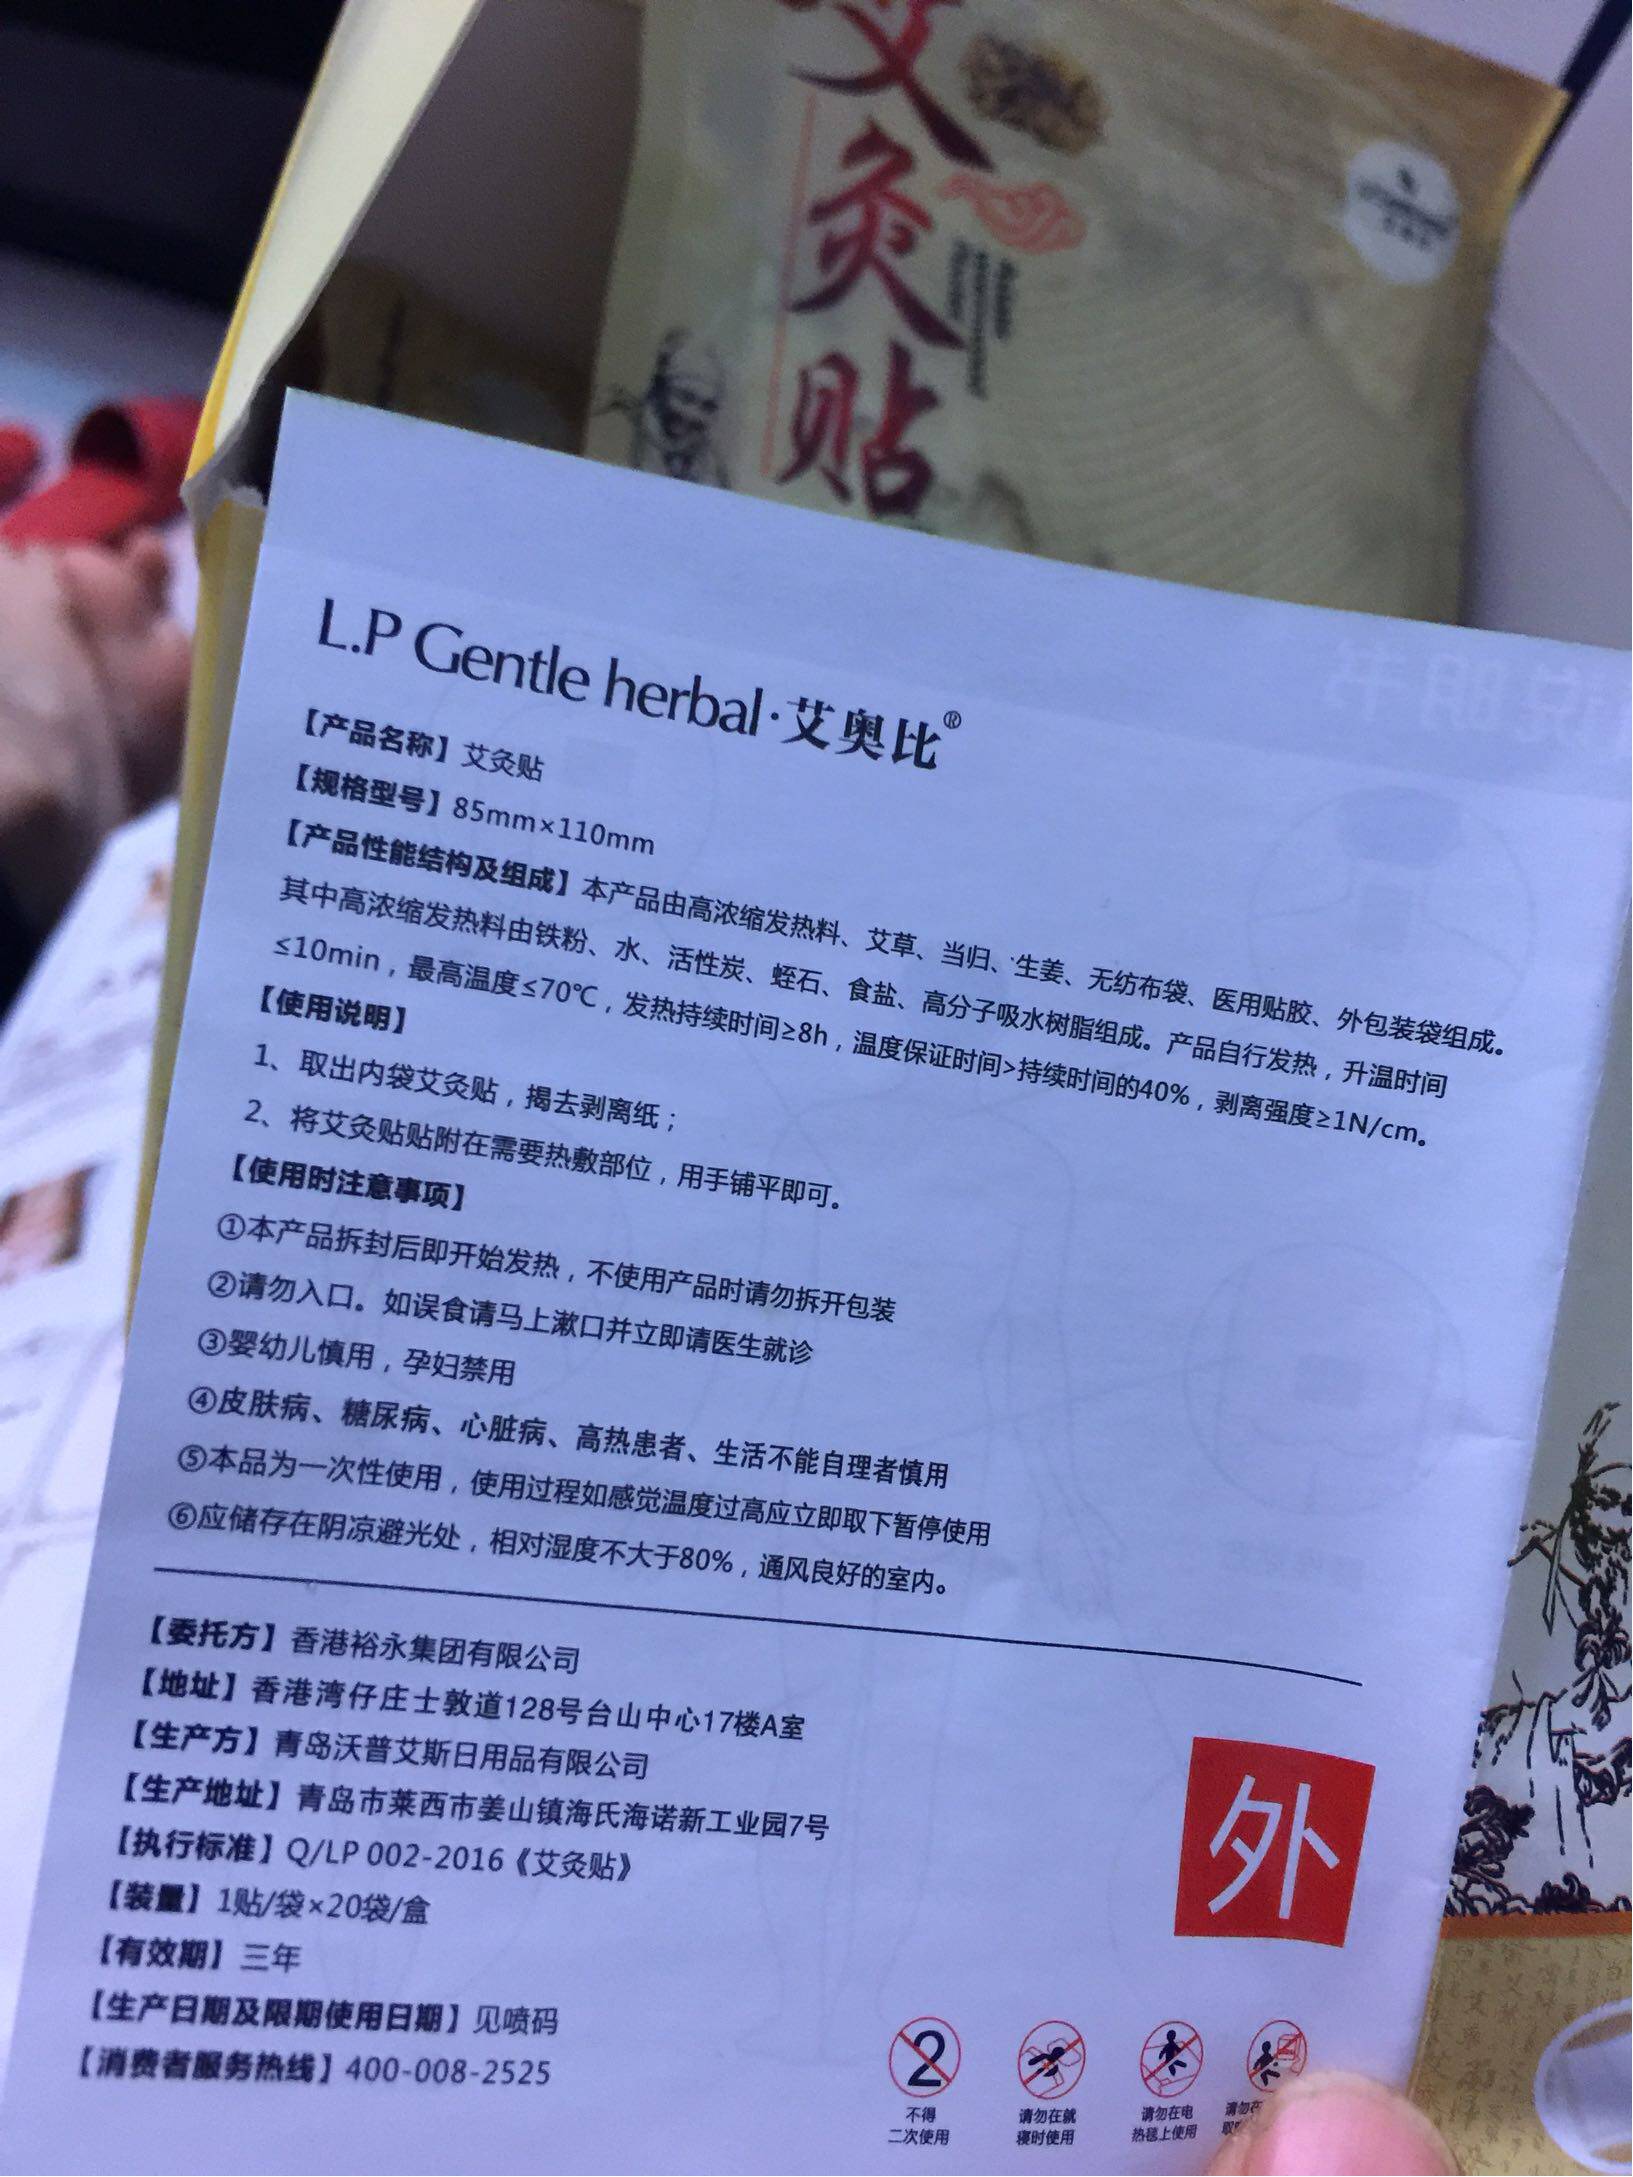 艾灸贴
L.P Gentle herbal·艾奥比®
【产品名称】艾灸贴
【规格型号】85mm×110mm
【产品性能结构及组成】本产品由高浓缩发热料、艾草、当归、生姜、无纺布袋、医用贴胶、外包装袋组成。
其中高浓缩发热料由铁粉、水、活性炭、蛭石、食盐、高分子吸水树脂组成。产品自行发热，升温时间
≤10min，最高温度≤70℃，发热持续时间≥8h，温度保证时间>持续时间的40%，剥离强度≥1N/cm。
【使用说明】
1、取出内袋艾灸贴，揭去剥离纸；
2、将艾灸贴贴附在需要热敷部位，用手铺平即可。
【使用时注意事项】
①本产品拆封后即开始发热，不使用产品时请勿拆开包装
②请勿入口。如误食请马上漱口并立即请医生就诊
③婴幼儿慎用，孕妇禁用
④皮肤病、糖尿病、心脏病、高热患者、生活不能自理者慎用
⑤本品为一次性使用，使用过程如感觉温度过高应立即取下暂停使用
⑥应储存在阴凉避光处，相对湿度不大于80%，通风良好的室内。
【委托方】香港裕永集团有限公司
【地址】香港湾仔庄士敦道128号台山中心17楼A室
【生产方】青岛沃普艾斯日用品有限公司
【生产地址】青岛市莱西市姜山镇海氏海诺新工业园7号
【执行标准】Q/LP 002-2016《艾灸贴》
【装量】1贴/袋×20袋/盒
【有效期】三年
【生产日期及限期使用日期】见喷码
【消费者服务热线】400-008-2525
外
2
不得
二次使用
请勿在就
寝时使用
请勿在电
热毯上使用
请勿在